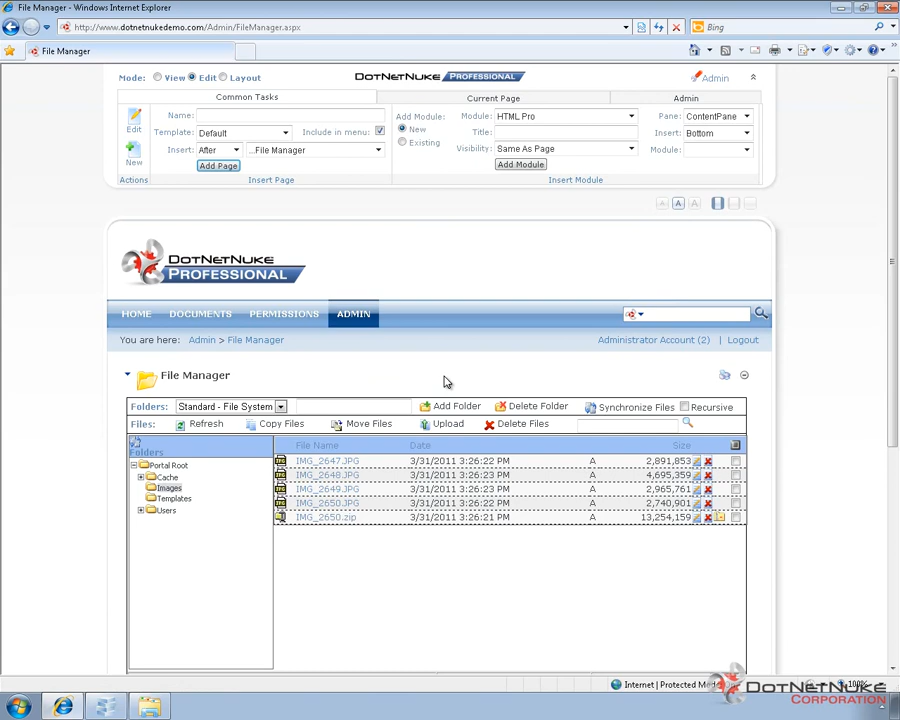 File Manager - Windows Internet Explorer
http://www.dotnetnukedemo.com/Admin/FileManager.aspx
Bing
File Manager
Mode: View Edit Layout
DOTNETNUKE PROFESSIONAL
Admin
Common Tasks
Current Page
Admin
Edit
New
Actions
Name:
Template: Default
Include in menu:
Insert: After
...File Manager
Add Page
Insert Page
Add Module:
New
Existing
Module: HTML Pro
Title:
Visibility: Same As Page
Add Module
Insert Module
Pane: ContentPane
Insert: Bottom
Module:
A A A
DOTNETNUKE
PROFESSIONAL
HOME DOCUMENTS PERMISSIONS ADMIN
You are here: Admin > File Manager
Administrator Account (2) | Logout
File Manager
Folders: Standard - File System
Add Folder Delete Folder Synchronize Files Recursive
Files: Refresh Copy Files Move Files Upload Delete Files
Folders
File Name Date Size
Portal Root
Cache
Images
Templates
Users
IMG_2647.JPG 3/31/2011 3:26:22 PM A 2,891,853
IMG_2648.JPG 3/31/2011 3:26:23 PM A 4,695,359
IMG_2649.JPG 3/31/2011 3:26:23 PM A 2,965,761
IMG_2650.JPG 3/31/2011 3:26:22 PM A 2,740,901
IMG_2650.zip 3/31/2011 3:26:21 PM A 13,254,159
Internet | Protected Mode
100%
DOTNETNUKE
CORPORATION